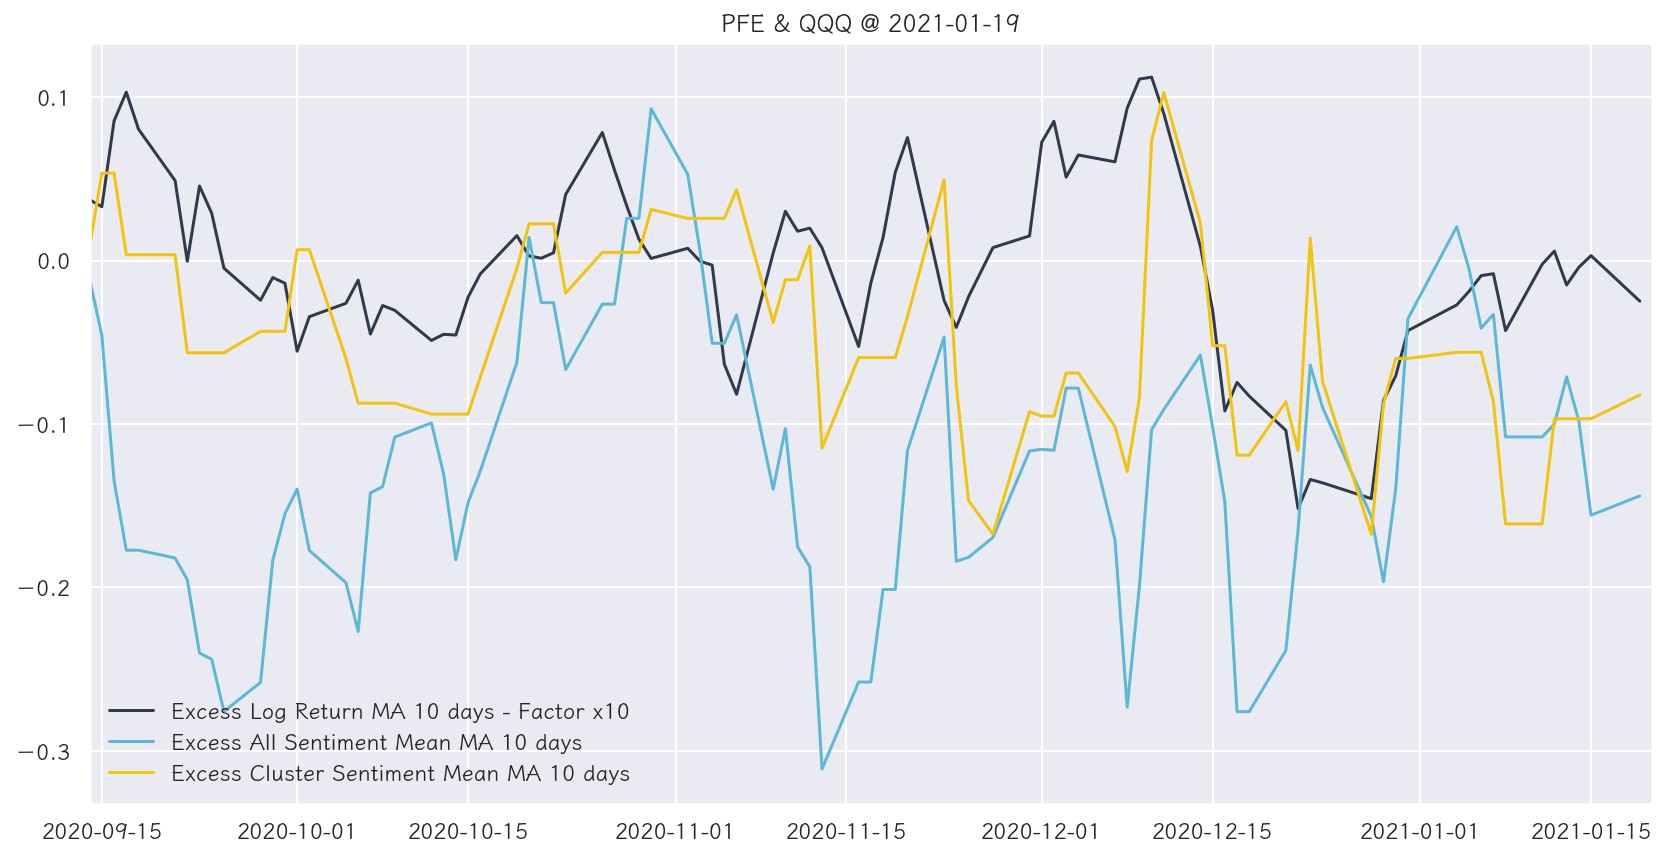 PFE & QQQ @ 2021-01-19
0.1
0.0
−0.1
−0.2
−0.3
Excess Log Return MA 10 days - Factor x10
Excess All Sentiment Mean MA 10 days
Excess Cluster Sentiment Mean MA 10 days
2020-09-15 2020-10-01 2020-10-15 2020-11-01 2020-11-15 2020-12-01 2020-12-15 2021-01-01 2021-01-15